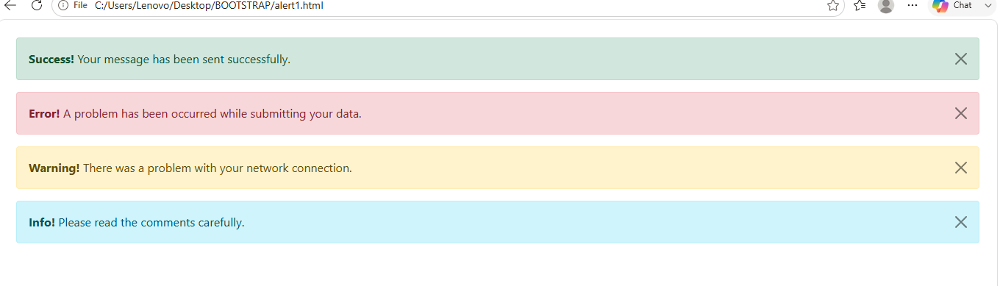 File C:/Users/Lenovo/Desktop/BOOTSTRAP/alert1.html Chat
Success! Your message has been sent successfully.
Error! A problem has been occurred while submitting your data.
Warning! There was a problem with your network connection.
Info! Please read the comments carefully.